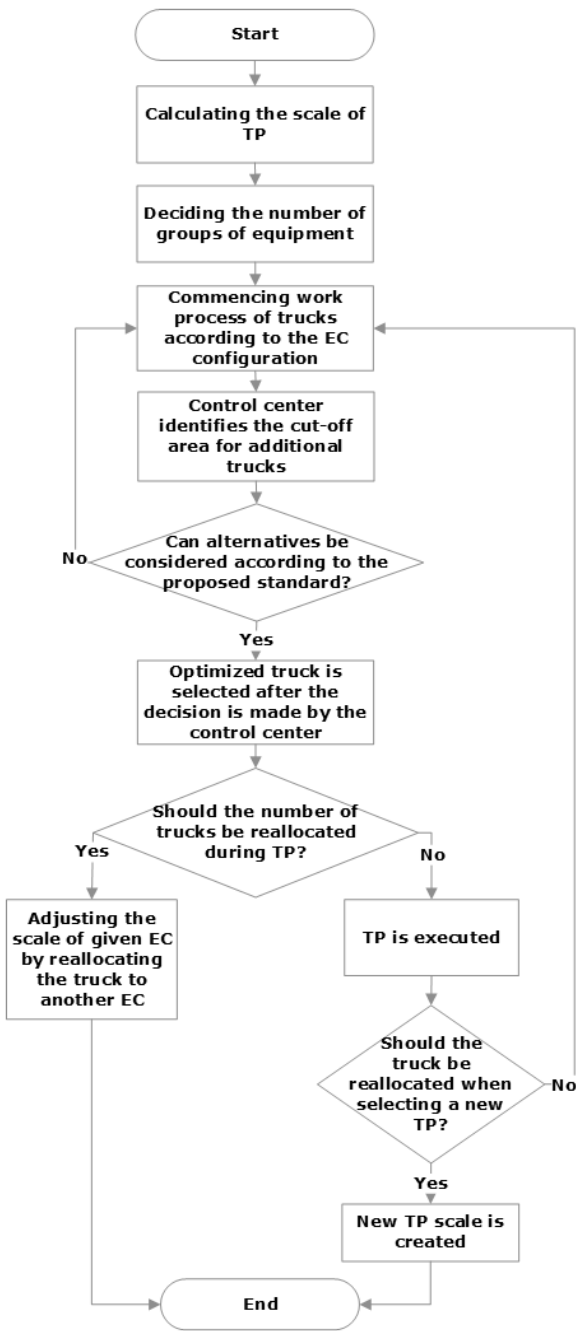 Start
Calculating the scale of
TP
Deciding the number of
groups of equipment
Commencing work
process of trucks
according to the EC
configuration
Control center
identifies the cut-off
area for additional
trucks
Can alternatives be
considered according to the
proposed standard?
No
Yes
Optimized truck is
selected after the
decision is made by the
control center
Should the number of
trucks be reallocated
during TP?
Yes
No
Adjusting the
scale of given EC
by reallocating
the truck to
another EC
TP is executed
Should the
truck be
reallocated when
selecting a new
TP?
No
Yes
New TP scale is
created
End